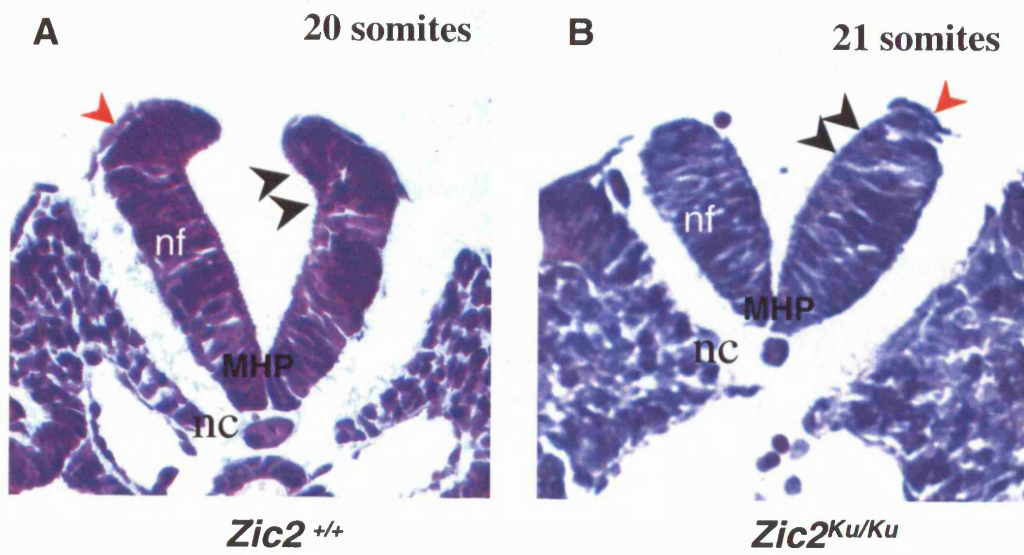 A
20 somites
nf
MHP
nc
Zic2 +/+
B
21 somites
nf
MHP
nc
Zic2Ku/Ku